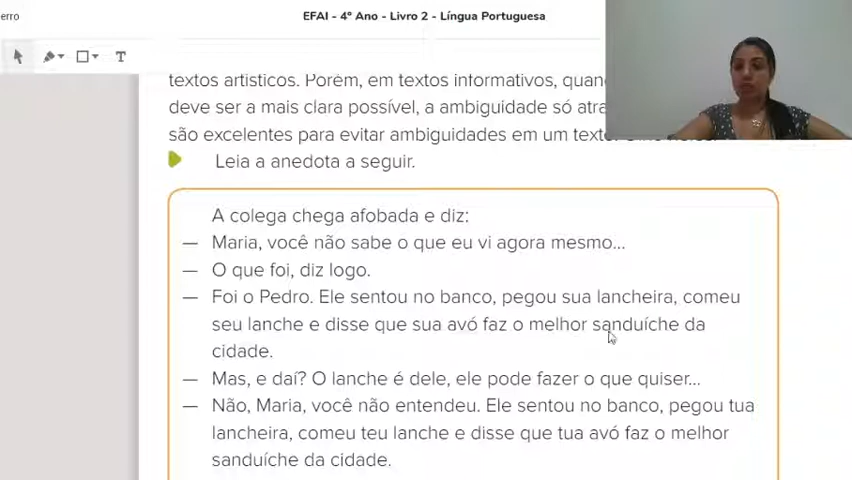 erro
EFAI - 4º Ano - Livro 2 - Língua Portuguesa
T
textos artísticos. Porém, em textos informativos,
deve ser a mais clara possível, a ambiguidade só
são excelentes para evitar ambiguidades em um
Leia a anedota a seguir.
A colega chega afobada e diz:
— Maria, você não sabe o que eu vi agora mesmo...
— O que foi, diz logo.
— Foi o Pedro. Ele sentou no banco, pegou sua lancheira, comeu
seu lanche e disse que sua avó faz o melhor sanduíche da
cidade.
— Mas, e daí? O lanche é dele, ele pode fazer o que quiser...
— Não, Maria, você não entendeu. Ele sentou no banco, pegou tua
lancheira, comeu teu lanche e disse que tua avó faz o melhor
sanduíche da cidade.